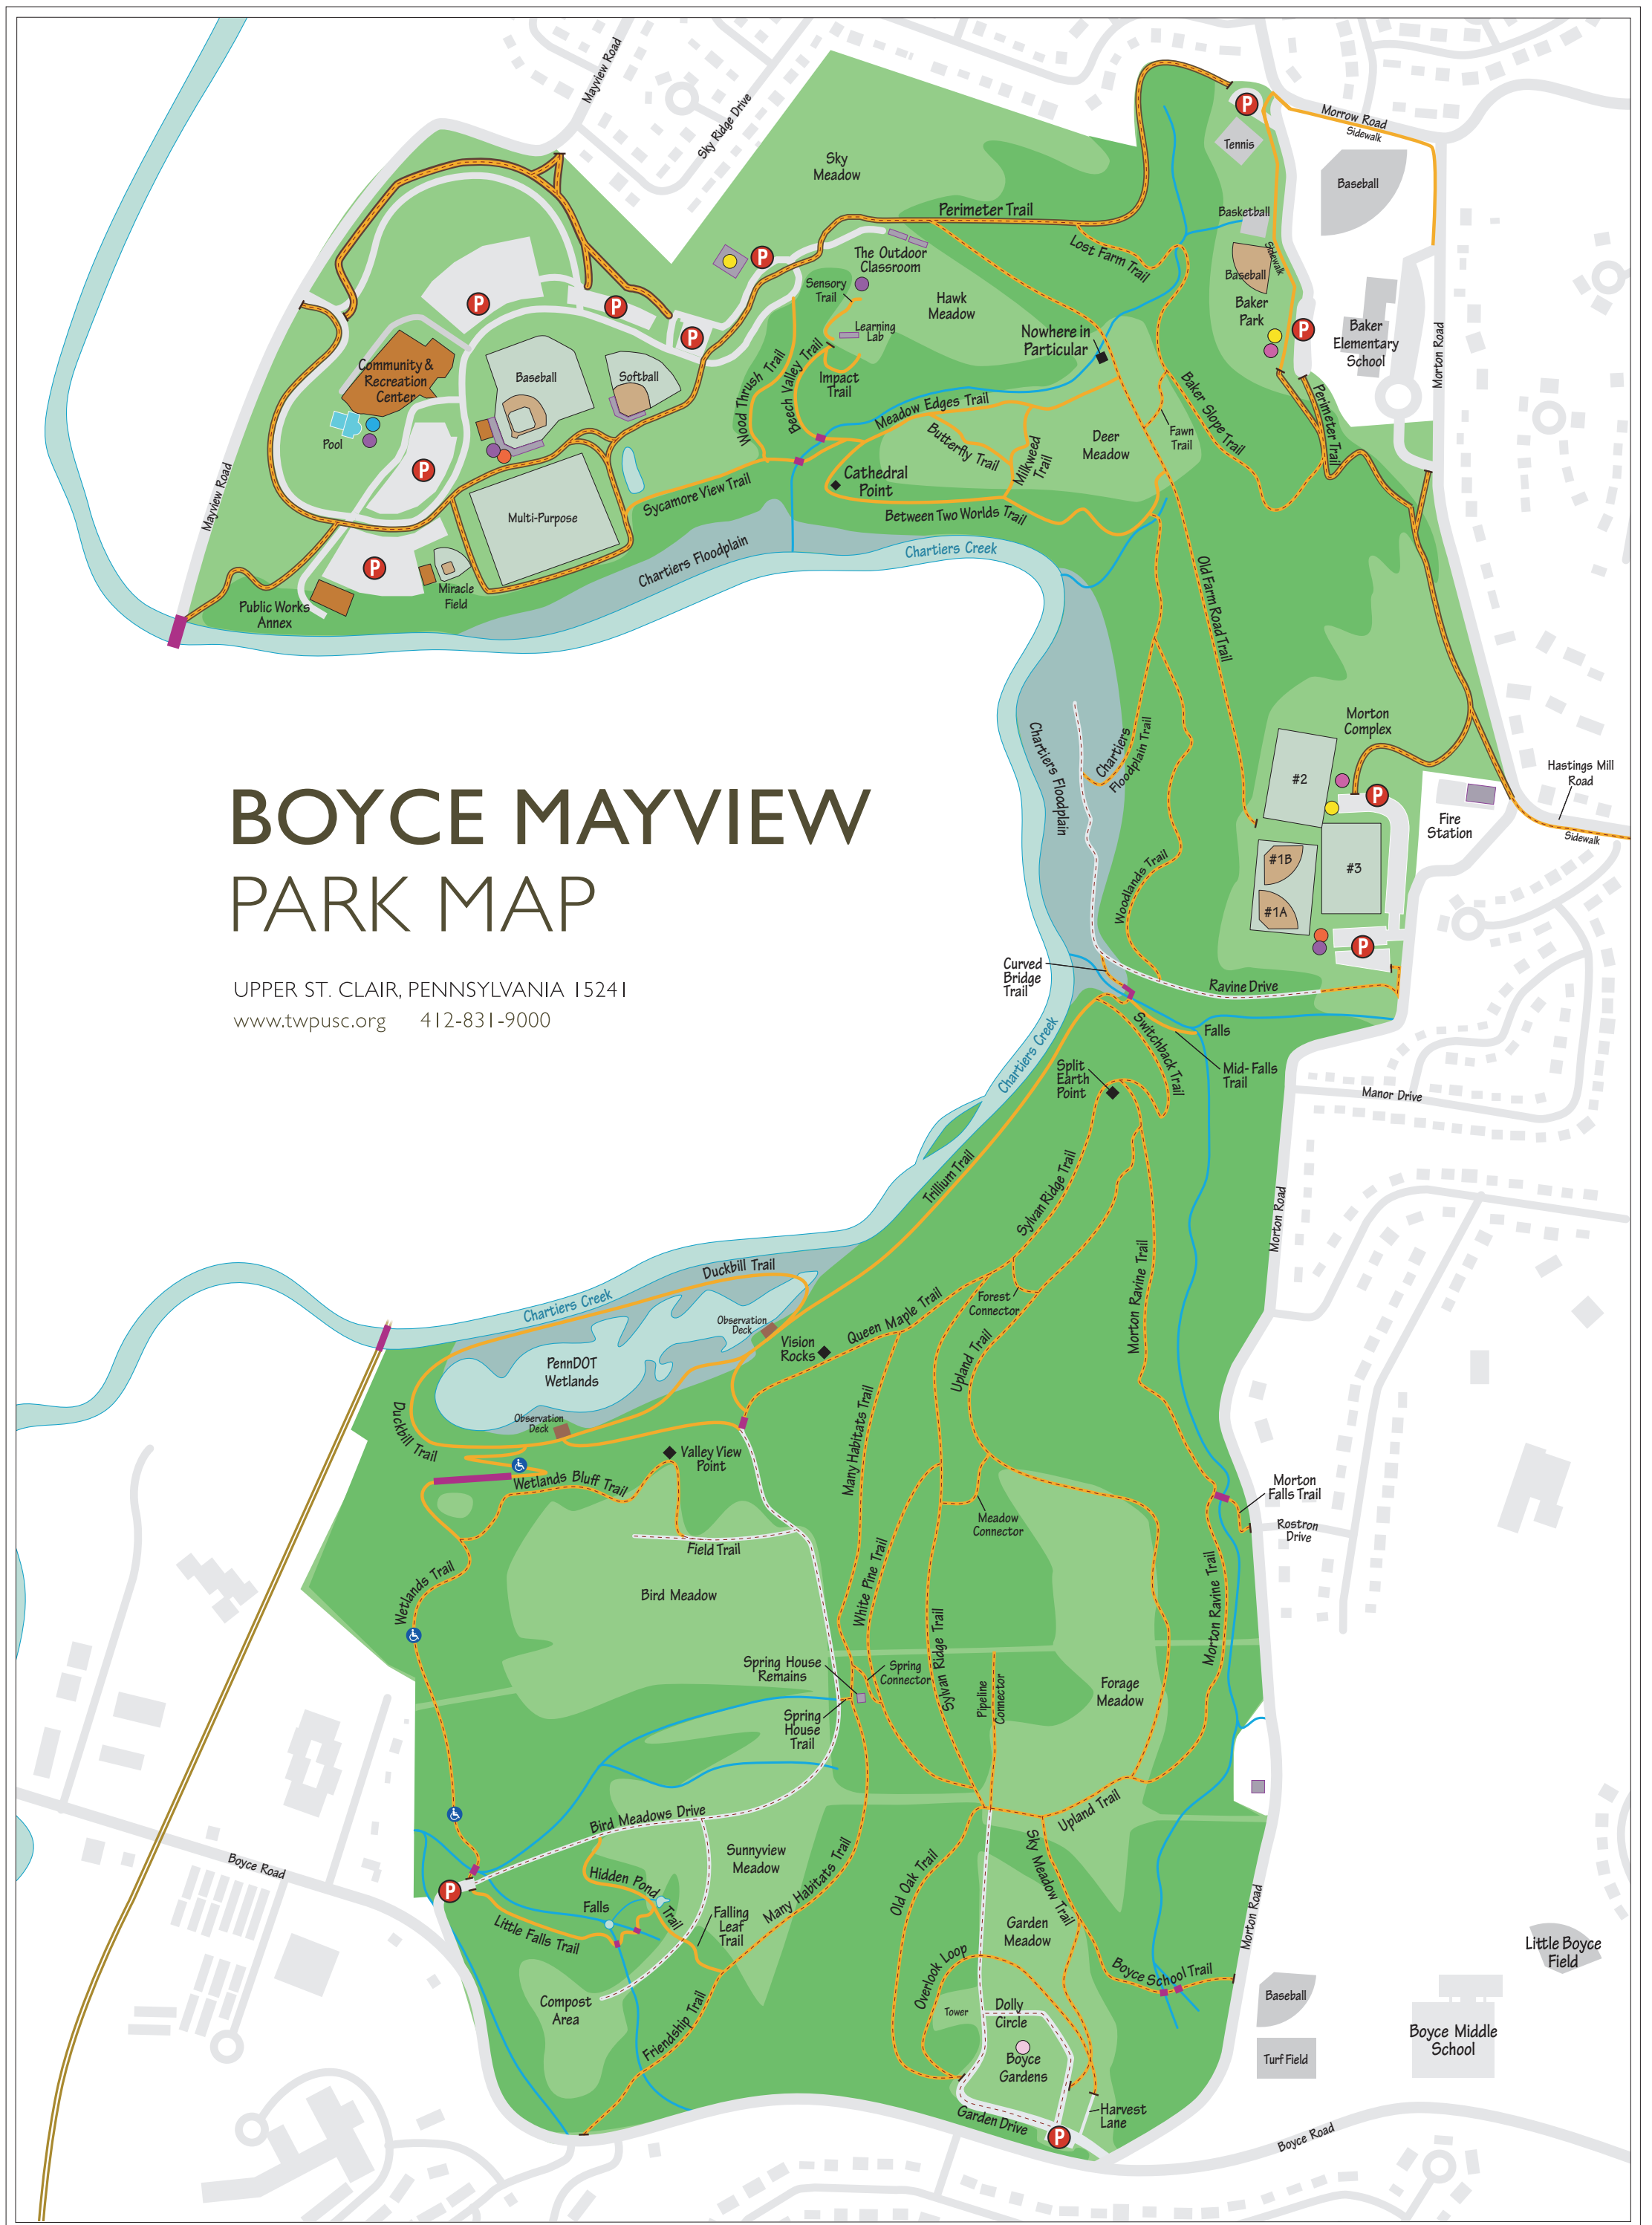 Mayview Road
Sky Ridge Drive
Sky
Meadow
P
Tennis
Morrow Road
Sidewalk
Baseball
Basketball
Sidewalk
Baseball
Baker
Park
P
Baker
Elementary
School
Morton Road
Perimeter Trail
Perimeter Trail
Lost Farm Trail
The Outdoor
Classroom
Sensory
Trail
Hawk
Meadow
Learning
Lab
Nowhere in
Particular
Impact
Trail
Wood Thrush Trail
Beech Valley Trail
P
P
P
P
Community &
Recreation
Center
Baseball
Softball
Pool
P
Mayview Road
Multi-Purpose
P
Miracle
Field
Public Works
Annex
Meadow Edges Trail
Butterfly Trail
Milkweed
Trail
Deer
Meadow
Fawn
Trail
Baker Slope Trail
Cathedral
Point
Sycamore View Trail
Between Two Worlds Trail
Chartiers Floodplain
Chartiers Creek
Old Farm Road Trail
Chartiers Floodplain
Chartiers
Floodplain Trail
Woodlands Trail
Morton
Complex
#2
P
#1B
#3
#1A
P
Fire
Station
Hastings Mill
Road
Sidewalk
BOYCE MAYVIEW
PARK MAP
UPPER ST. CLAIR, PENNSYLVANIA 15241
www.twpusc.org 412-831-9000
Curved
Bridge
Trail
Ravine Drive
Falls
Switchback Trail
Mid-Falls
Trail
Split
Earth
Point
Manor Drive
Chartiers Creek
Trillium Trail
Sylvan Ridge Trail
Morton Road
Morton Ravine Trail
Duckbill Trail
Chartiers Creek
Forest
Connector
Observation
Deck
Vision
Rocks
Queen Maple Trail
Upland Trail
PennDOT
Wetlands
Duckbill Trail
Observation
Deck
Many Habitats Trail
Valley View
Point
Wetlands Bluff Trail
Morton
Falls Trail
Rostron
Drive
Meadow
Connector
Field Trail
White Pine Trail
Wetlands Trail
Bird Meadow
Morton Ravine Trail
Sylvan Ridge Trail
Spring House
Remains
Spring
Connector
Pipeline
Connector
Forage
Meadow
Spring
House
Trail
Bird Meadows Drive
Upland Trail
Sunnyview
Meadow
Boyce Road
P
Hidden Pond
Trail
Many Habitats Trail
Old Oak Trail
Sky Meadow Trail
Falls
Little Falls Trail
Falling
Leaf
Trail
Garden
Meadow
Morton Road
Overlook Loop
Boyce School Trail
Little Boyce
Field
Compost
Area
Tower
Dolly
Circle
Baseball
Friendship Trail
Boyce
Gardens
Turf Field
Boyce Middle
School
Garden Drive
Harvest
Lane
P
Boyce Road